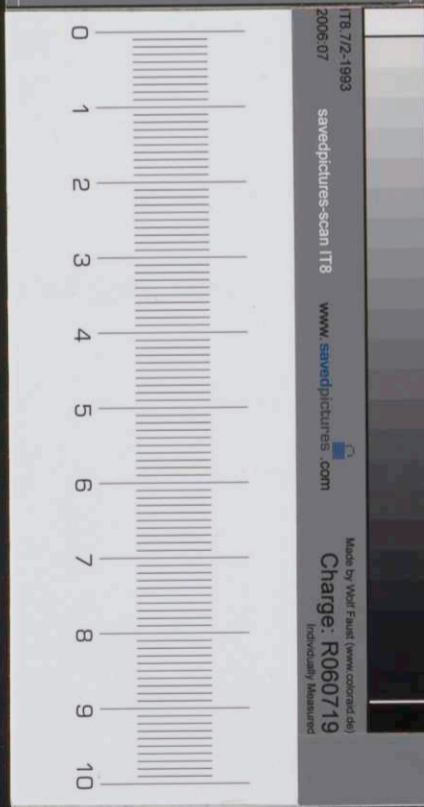 0
1
2
3
4
5
6
7
8
9
10
IT8.7/2-1993
2006:07
savedpictures-scan IT8
www.savedpictures.com
Made by Wolf Faust (www.coloraid.de)
Charge: R060719
Individually Measured